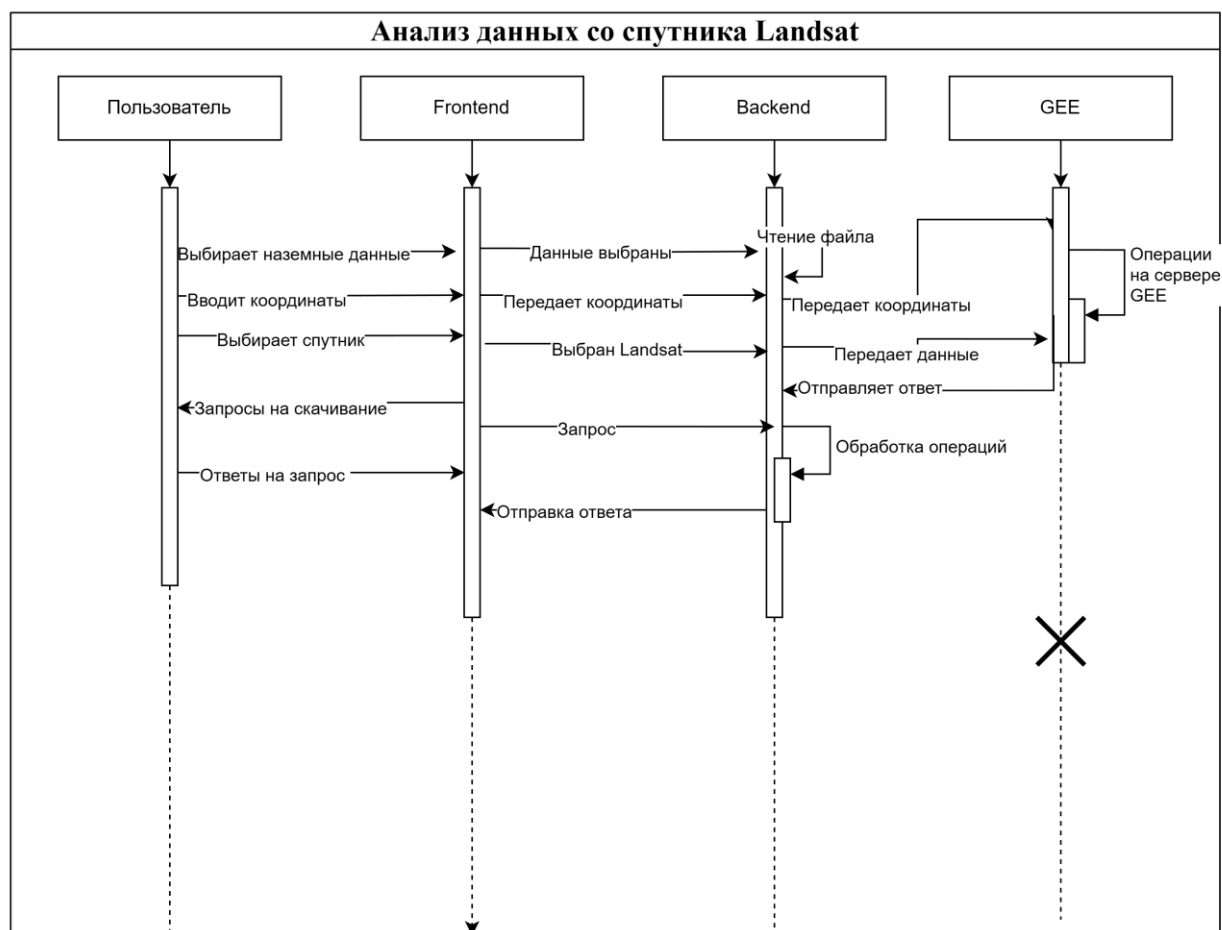 Анализ данных со спутника Landsat
Пользователь
Frontend
Backend
GEE
Выбирает наземные данные
Данные выбраны
Чтение файла
Операции
на сервере
GEE
Вводит координаты
Передает координаты
Передает координаты
Выбирает спутник
Выбран Landsat
Передает данные
Отправляет ответ
Запросы на скачивание
Запрос
Обработка операций
Ответы на запрос
Отправка ответа